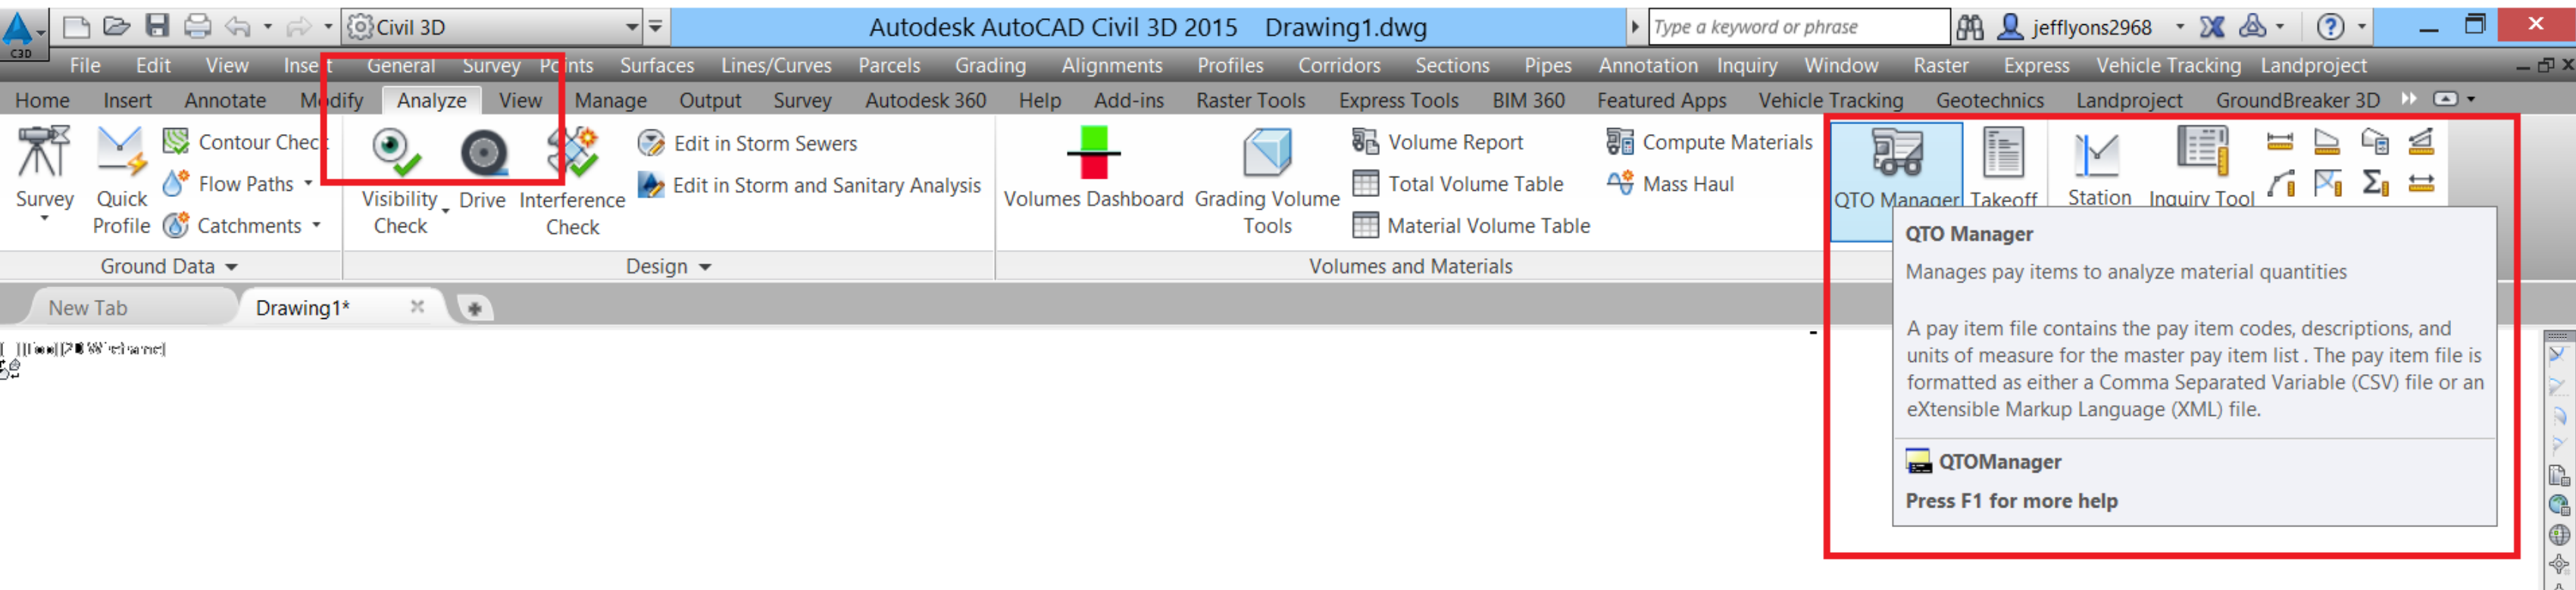 Civil 3D Autodesk AutoCAD Civil 3D 2015 Drawing1.dwg Type a keyword or phrase jefflyons2968
C3D
File Edit View Insert General Survey Points Surfaces Lines/Curves Parcels Grading Alignments Profiles Corridors Sections Pipes Annotation Inquiry Window Raster Express Vehicle Tracking Landproject
Home Insert Annotate Modify Analyze View Manage Output Survey Autodesk 360 Help Add-ins Raster Tools Express Tools BIM 360 Featured Apps Vehicle Tracking Geotechnics Landproject GroundBreaker 3D
Survey
Quick
Profile
Contour Check
Flow Paths
Catchments
Visibility
Check
Drive
Interference
Check
Edit in Storm Sewers
Edit in Storm and Sanitary Analysis
Volumes Dashboard
Grading Volume
Tools
Volume Report
Total Volume Table
Material Volume Table
Compute Materials
Mass Haul
QTO Manager
Takeoff
Station
Inquiry Tool
Ground Data
Design
Volumes and Materials
New Tab
Drawing1*
QTO Manager
Manages pay items to analyze material quantities
A pay item file contains the pay item codes, descriptions, and
units of measure for the master pay item list . The pay item file is
formatted as either a Comma Separated Variable (CSV) file or an
eXtensible Markup Language (XML) file.
QTOManager
Press F1 for more help